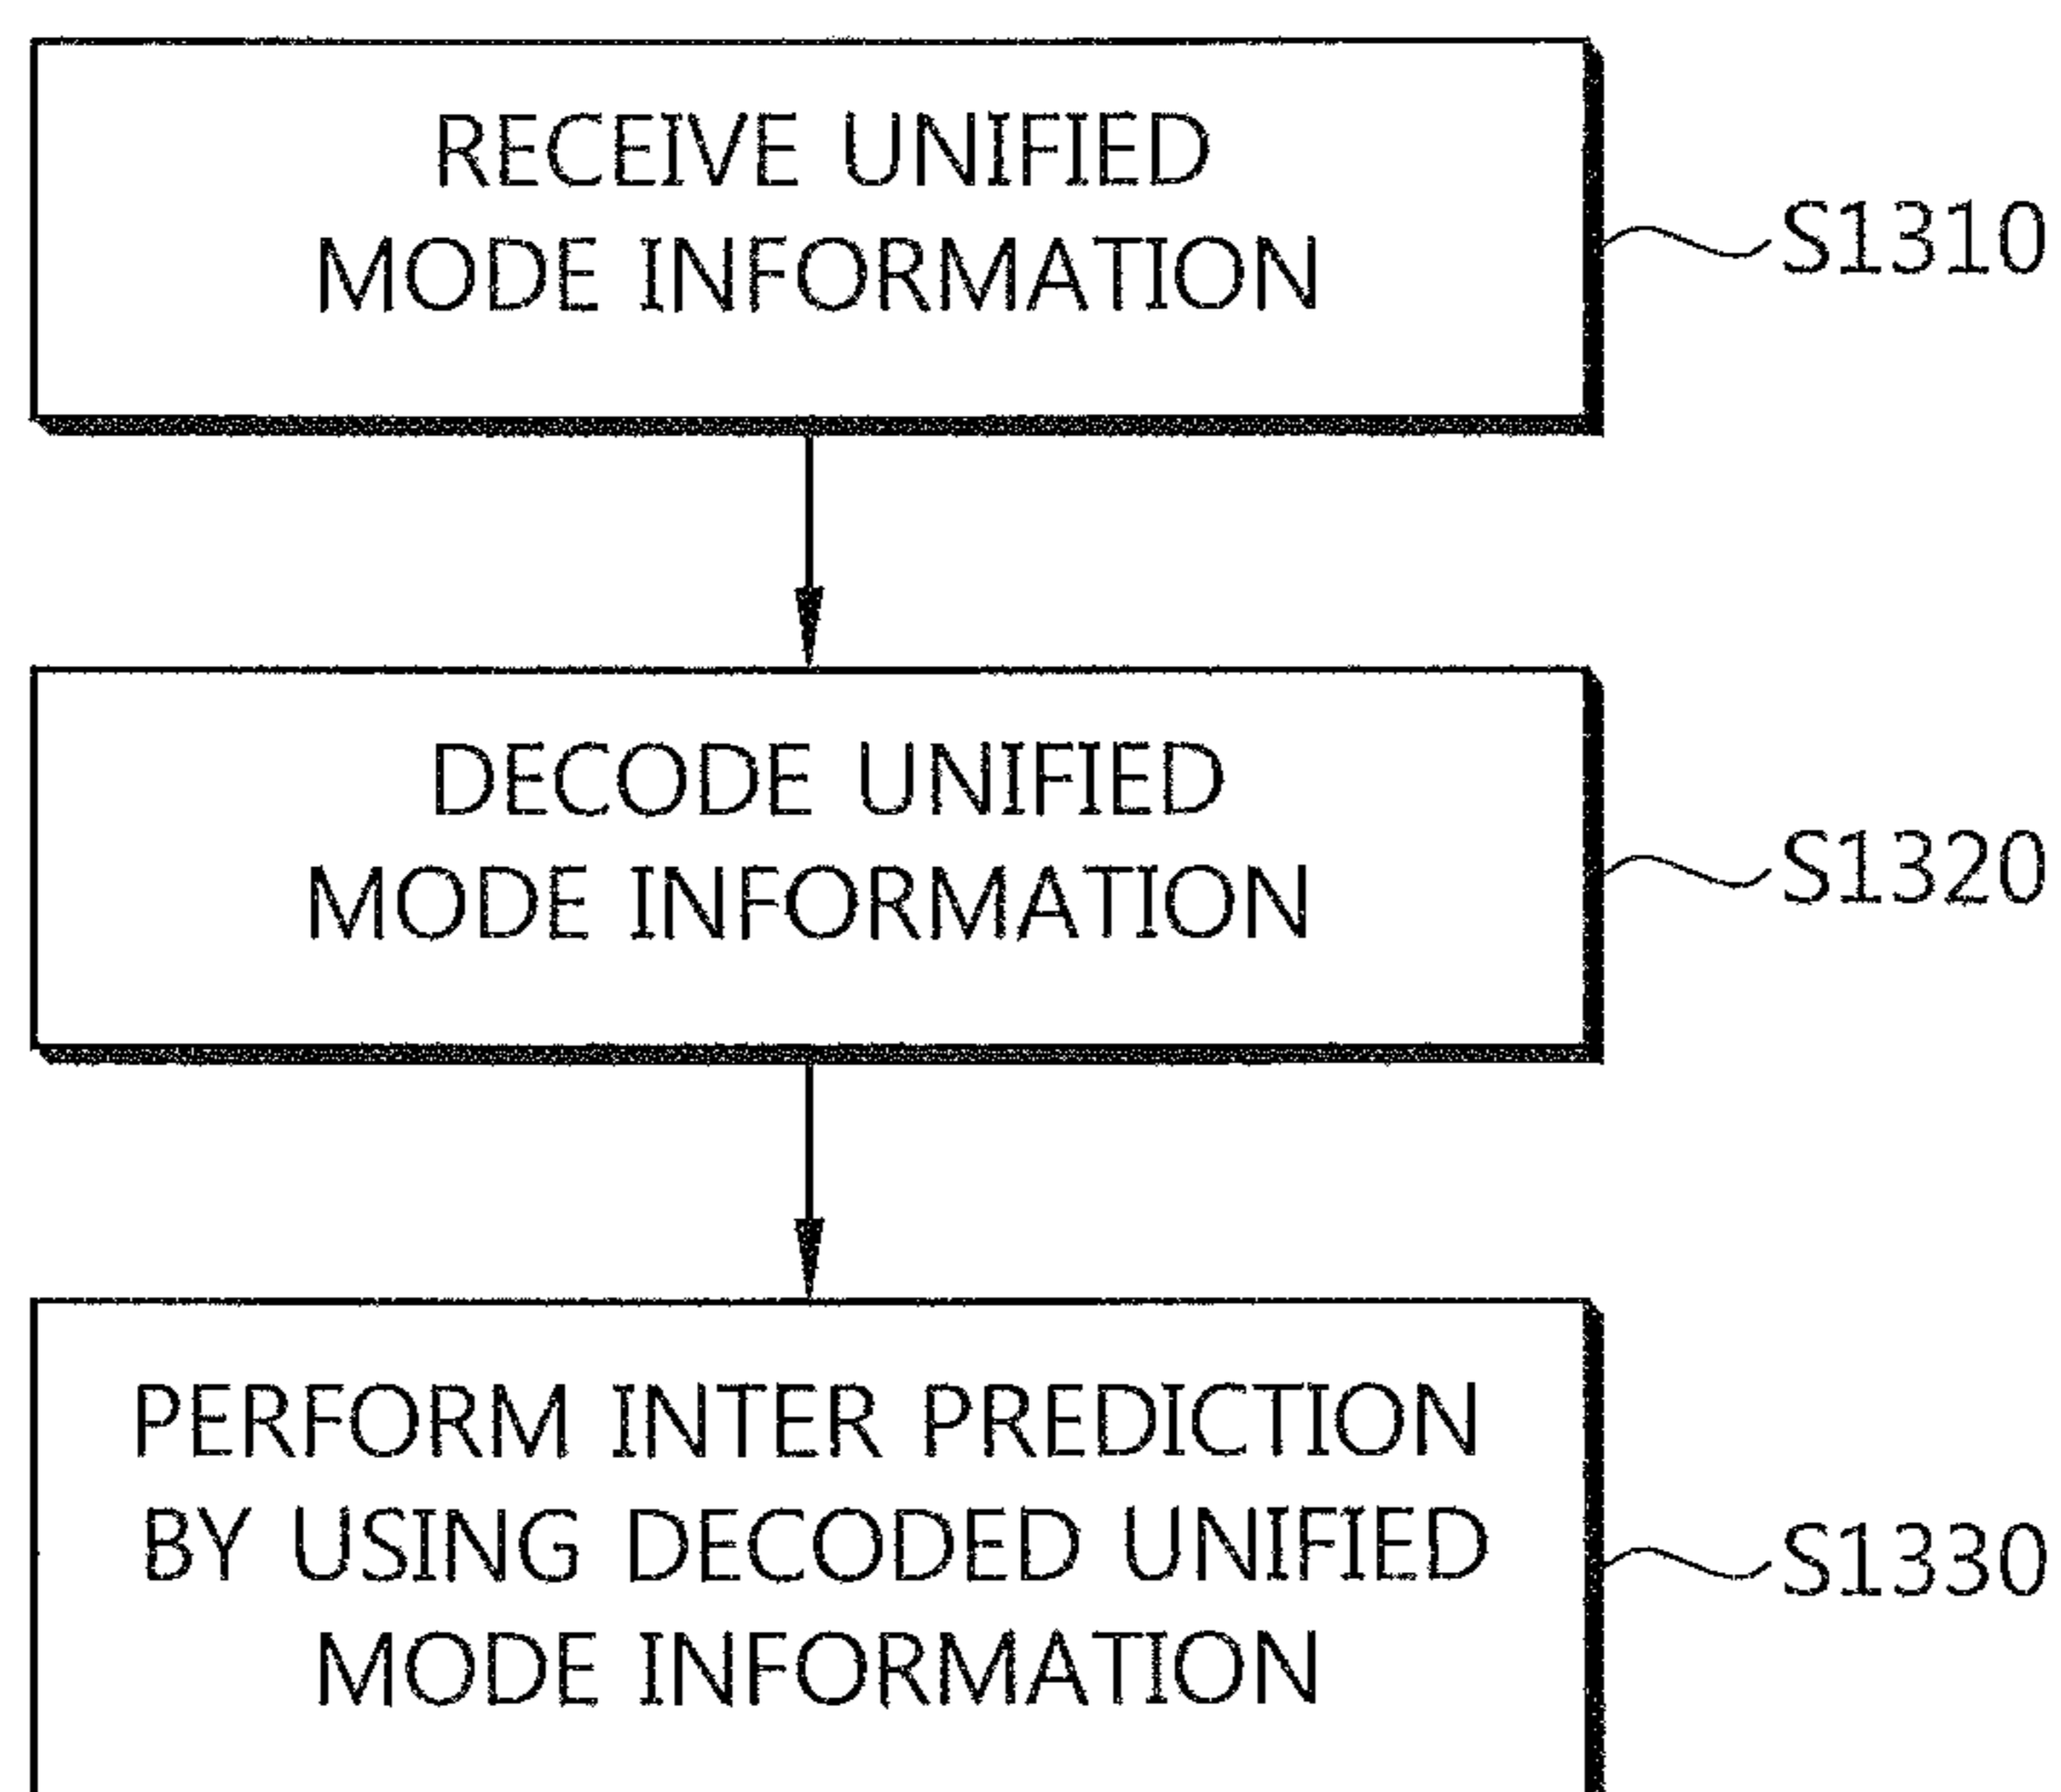 RECEIVE UNIFIED
MODE INFORMATION
S1310
DECODE UNIFIED
MODE INFORMATION
S1320
PERFORM INTER PREDICTION
BY USING DECODED UNIFIED
MODE INFORMATION
S1330